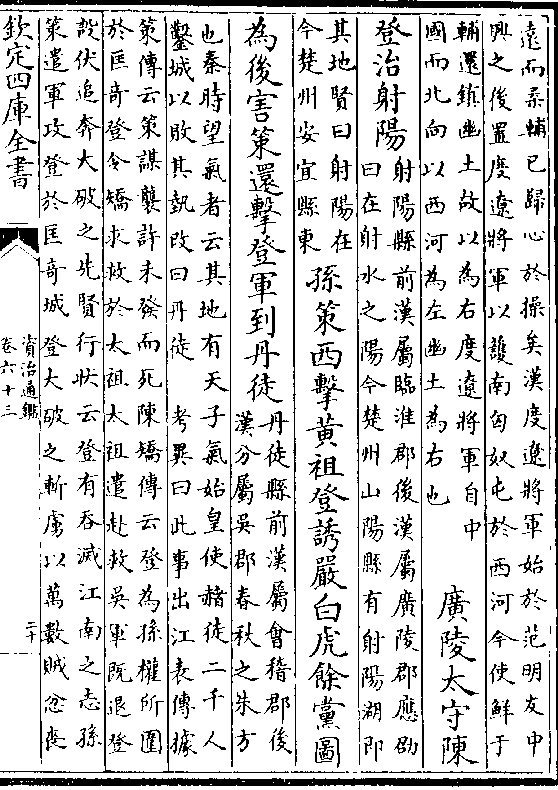 遠而柔輔已歸心於操矣漢度遼將軍始於范明友中
興之後置度遼將軍以護南匈奴屯於西河今使鮮于
輔還鎮幽土故以為右度遼將軍自中
國而北向以西河為左幽土為右也
廣陵太守陳
登治射陽
射陽縣前漢屬臨淮郡後漢屬廣陵郡應劭
曰在射水之陽今楚州山陽縣有射陽湖即
其地賢曰射陽在
今楚州安宜縣東
孫策西擊黄祖登誘嚴白虎餘黨圖
為後害策還擊登軍到丹徒
丹徒縣前漢屬會稽郡後
漢分屬吳郡春秋之朱方
也秦時望氣者云其地有天子氣始皇使赭徒二千人
鑿城以敗其勢改曰丹徒 考異曰此事出江表傳據
策傳云策謀襲許未發而死陳矯傳云登為孫權所圍
於匡奇登令矯求救於太祖太祖遣赴救吳軍既退登
設伏追奔大破之先賢行狀云登有吞滅江南之志孫
策遣軍攻登於匡奇城登大破之斬虜以萬數賊忿喪
欽定四庫全書
資治通鑑
卷六十三
二十